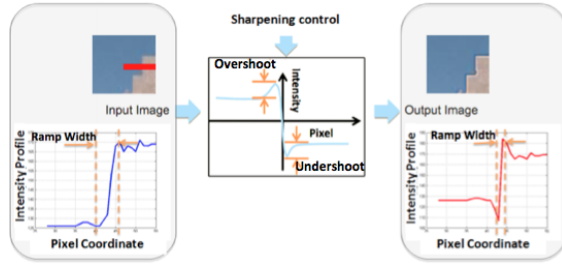 Sharpening control
Input Image
Ramp Width
Intensity Profile
Pixel Coordinate
Overshoot
Intensity
Pixel
Undershoot
Output Image
Ramp Width
Intensity Profile
Pixel Coordinate